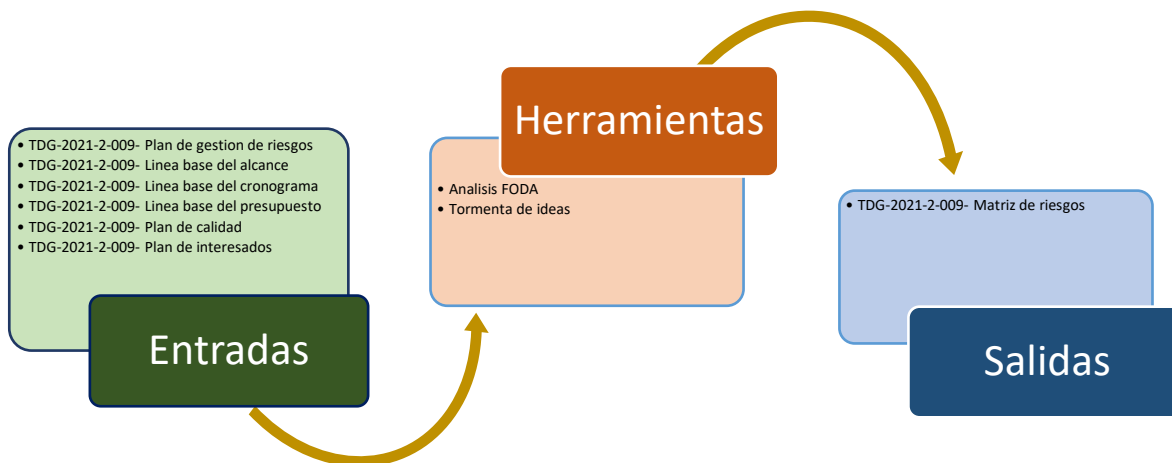 • TDG-2021-2-009- Plan de gestion de riesgos
• TDG-2021-2-009- Linea base del alcance
• TDG-2021-2-009- Linea base del cronograma
• TDG-2021-2-009- Linea base del presupuesto
• TDG-2021-2-009- Plan de calidad
• TDG-2021-2-009- Plan de interesados
Entradas
Herramientas
• Analisis FODA
• Tormenta de ideas
• TDG-2021-2-009- Matriz de riesgos
Salidas